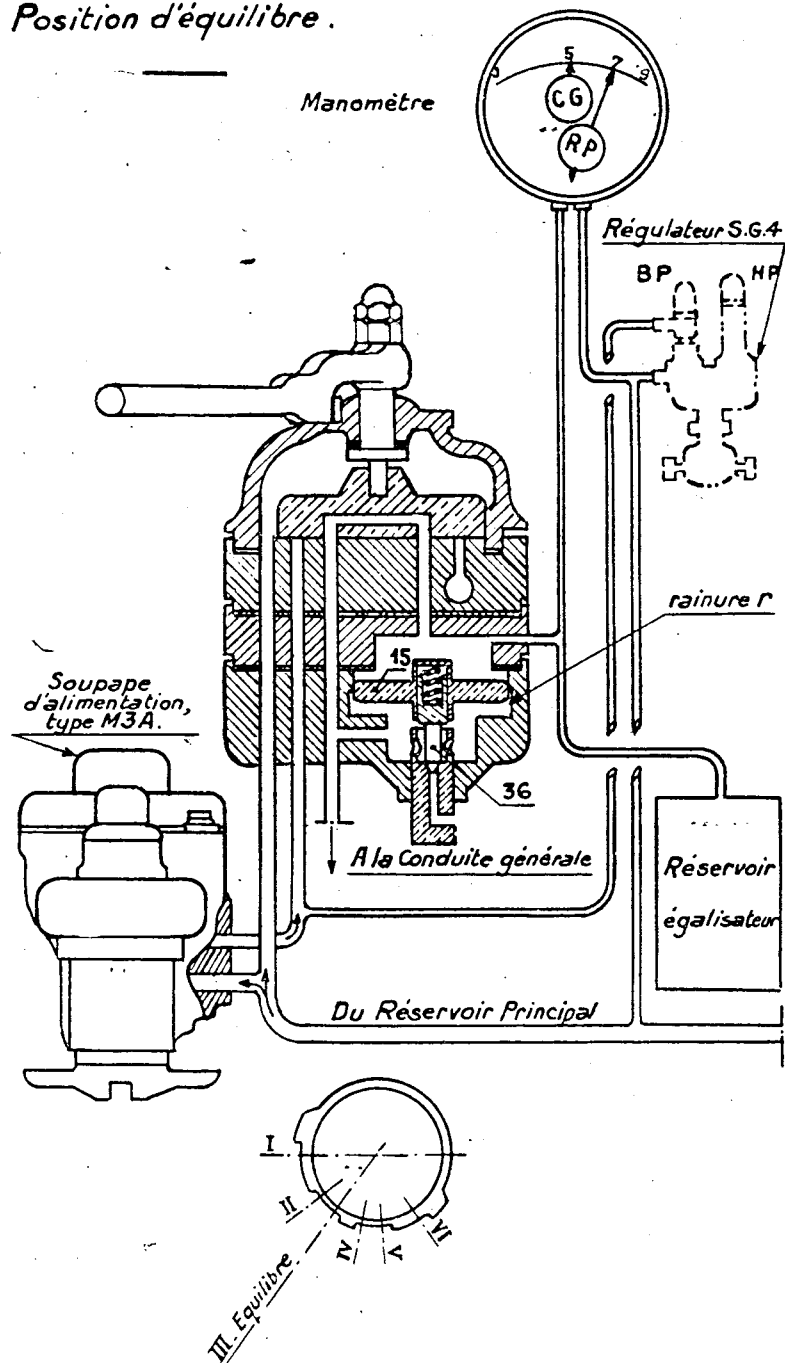 Position d'équilibre.
Manomètre
3 5 7 9
CG
RP
Régulateur S.G.4
BP HP
rainure r
15
Soupape
d'alimentation,
type M3A.
36
A la Conduite générale
Réservoir
égalisateur
Du Réservoir Principal
I
II
III. Equilibre
IV
V
VI